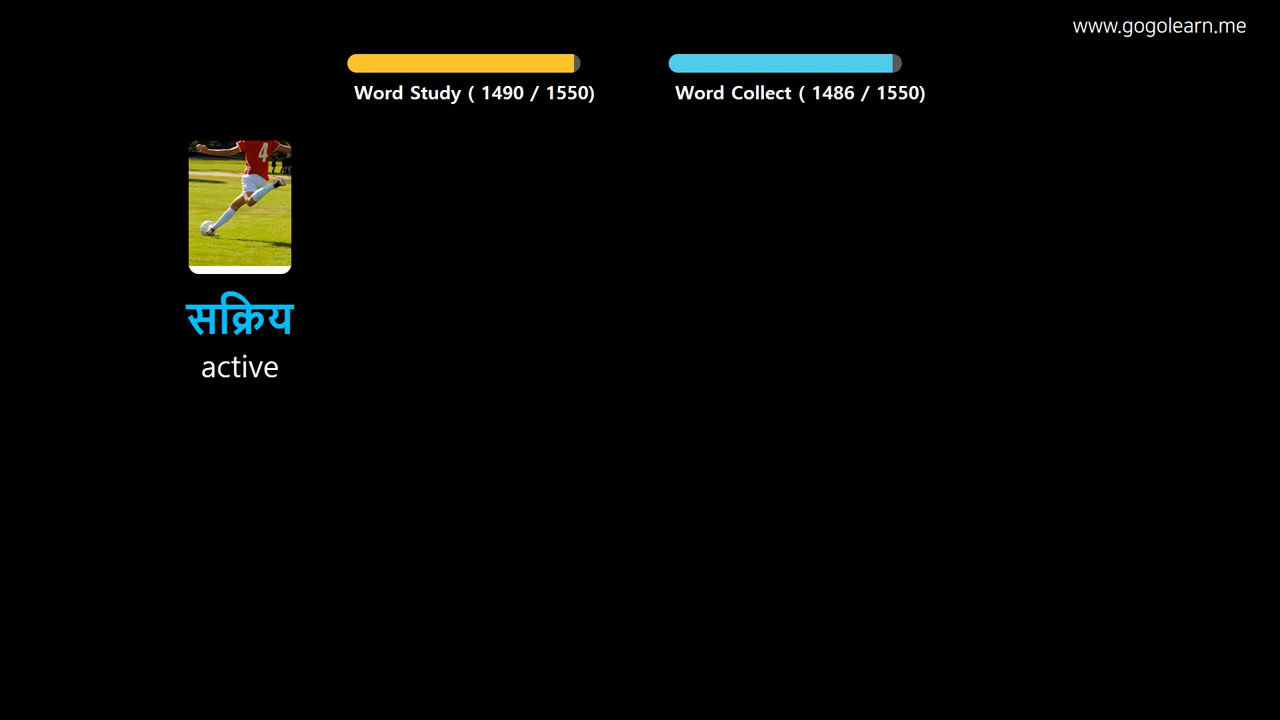 www.gogolearn.me
Word Study ( 1490 / 1550)
Word Collect ( 1486 / 1550)
4
सक्रिय
active